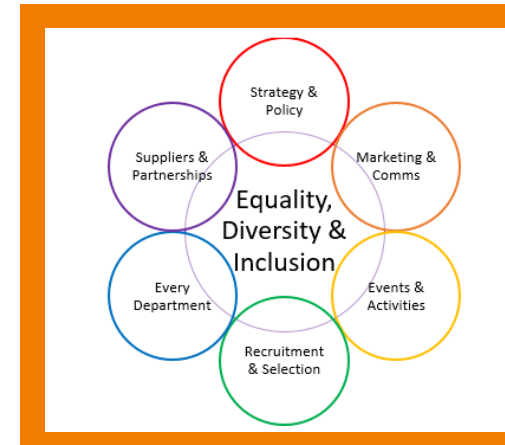 Strategy &
Policy
Marketing &
Comms
Events &
Activities
Recruitment
& Selection
Every
Department
Suppliers &
Partnerships
Equality,
Diversity &
Inclusion